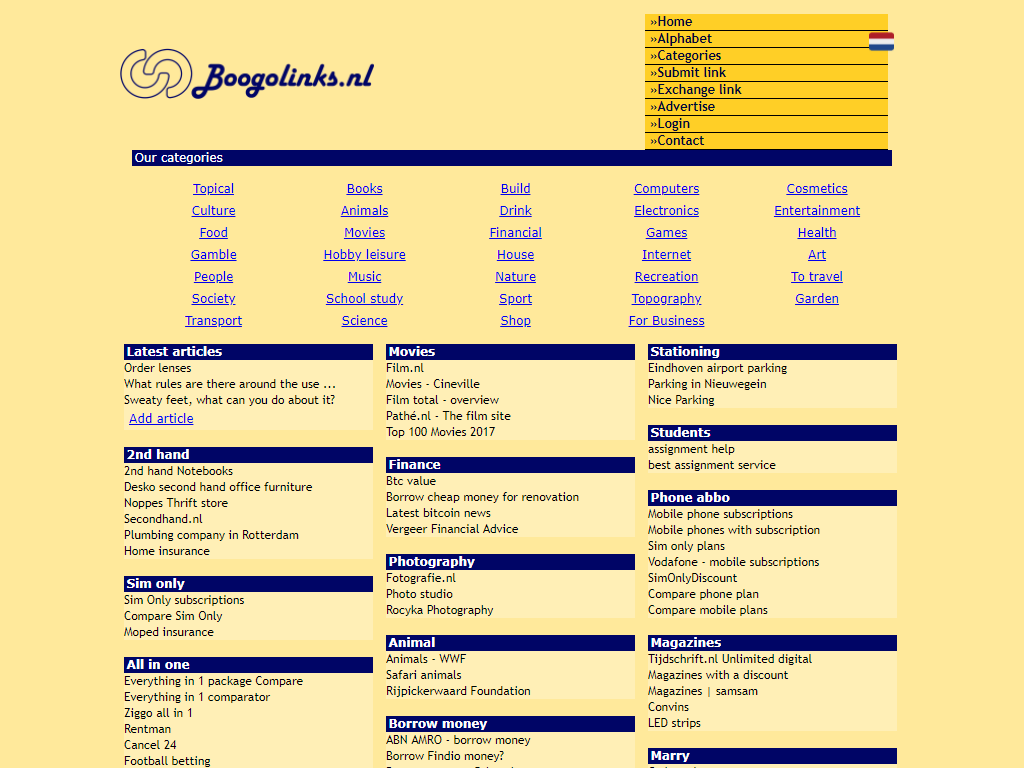 Boogolinks.nl
»Home
»Alphabet
»Categories
»Submit link
»Exchange link
»Advertise
»Login
»Contact
Our categories
Topical Books Build Computers Cosmetics
Culture Animals Drink Electronics Entertainment
Food Movies Financial Games Health
Gamble Hobby leisure House Internet Art
People Music Nature Recreation To travel
Society School study Sport Topography Garden
Transport Science Shop For Business
Latest articles
Order lenses
What rules are there around the use ...
Sweaty feet, what can you do about it?
Add article
2nd hand
2nd hand Notebooks
Desko second hand office furniture
Noppes Thrift store
Secondhand.nl
Plumbing company in Rotterdam
Home insurance
Sim only
Sim Only subscriptions
Compare Sim Only
Moped insurance
All in one
Everything in 1 package Compare
Everything in 1 comparator
Ziggo all in 1
Rentman
Cancel 24
Football betting
Movies
Film.nl
Movies - Cineville
Film total - overview
Pathé.nl - The film site
Top 100 Movies 2017
Finance
Btc value
Borrow cheap money for renovation
Latest bitcoin news
Vergeer Financial Advice
Photography
Fotografie.nl
Photo studio
Rocyka Photography
Animal
Animals - WWF
Safari animals
Rijpickerwaard Foundation
Borrow money
ABN AMRO - borrow money
Borrow Findio money?
Stationing
Eindhoven airport parking
Parking in Nieuwegein
Nice Parking
Students
assignment help
best assignment service
Phone abbo
Mobile phone subscriptions
Mobile phones with subscription
Sim only plans
Vodafone - mobile subscriptions
SimOnlyDiscount
Compare phone plan
Compare mobile plans
Magazines
Tijdschrift.nl Unlimited digital
Magazines with a discount
Magazines | samsam
Convins
LED strips
Marry